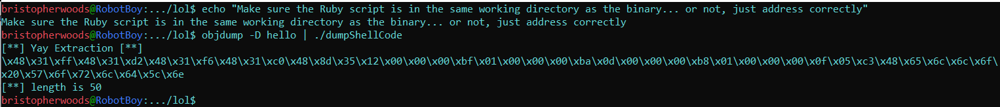 bristopherwoods@RobotBoy:.../lol$ echo "Make sure the Ruby script is in the same working directory as the binary... or not, just address correctly"
Make sure the Ruby script is in the same working directory as the binary... or not, just address correctly
bristopherwoods@RobotBoy:.../lol$ objdump -D hello | ./dumpShellCode
[**] Yay Extraction [**]
\x48\x31\xff\x48\x31\xd2\x48\x31\xf6\x48\x31\xc0\x48\x8d\x35\x12\x00\x00\x00\xbf\x01\x00\x00\x00\xba\x0d\x00\x00\x00\xb8\x01\x00\x00\x00\x0f\x05\xc3\x48\x65\x6c\x6c\x6f\
x20\x57\x6f\x72\x6c\x64\x5c\x6e
[**] length is 50
bristopherwoods@RobotBoy:.../lol$